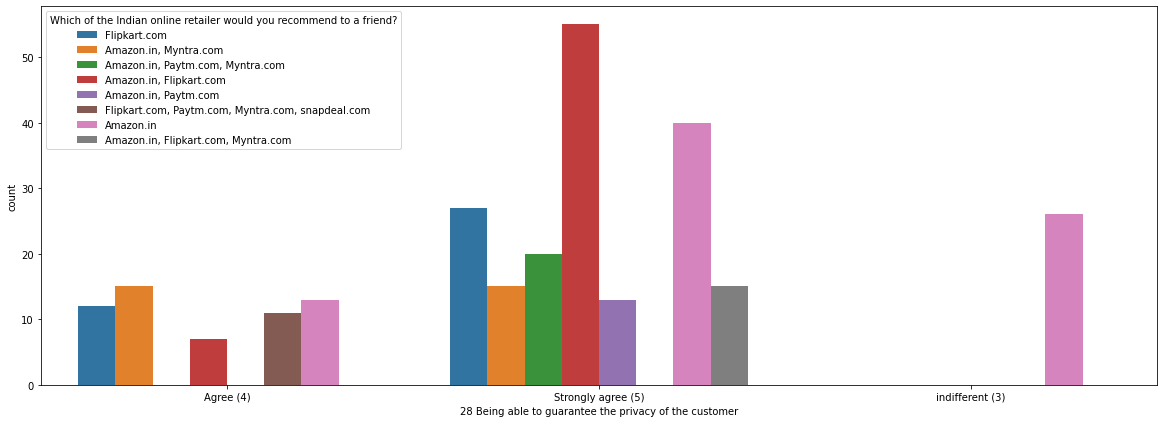 Which of the Indian online retailer would you recommend to a friend?
Flipkart.com
Amazon.in, Myntra.com
Amazon.in, Paytm.com, Myntra.com
Amazon.in, Flipkart.com
Amazon.in, Paytm.com
Flipkart.com, Paytm.com, Myntra.com, snapdeal.com
Amazon.in
Amazon.in, Flipkart.com, Myntra.com
50
40
30
20
10
0
count
Agree (4)
Strongly agree (5)
indifferent (3)
28 Being able to guarantee the privacy of the customer